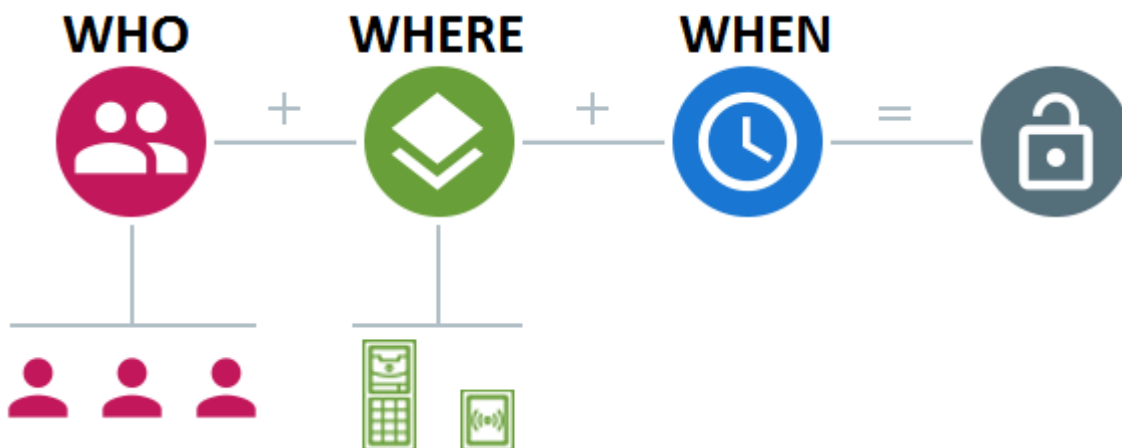 WHO WHERE WHEN
+ + =